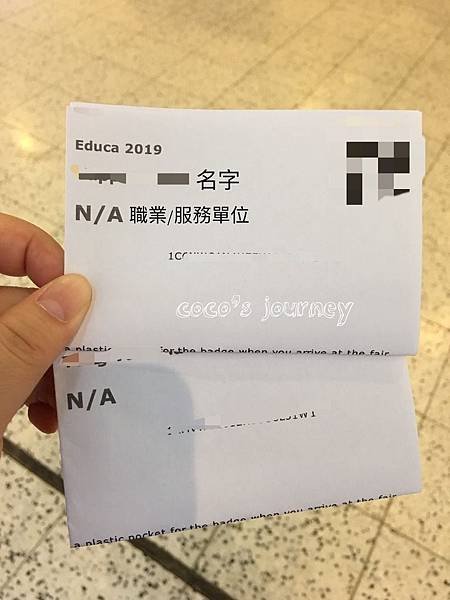 Educa 2019
名字
N/A 職業/服務單位
coco's journey
a plastic for the badge when you arrive at the fair
N/A
a plastic pocket for the badge when you arrive at the fair